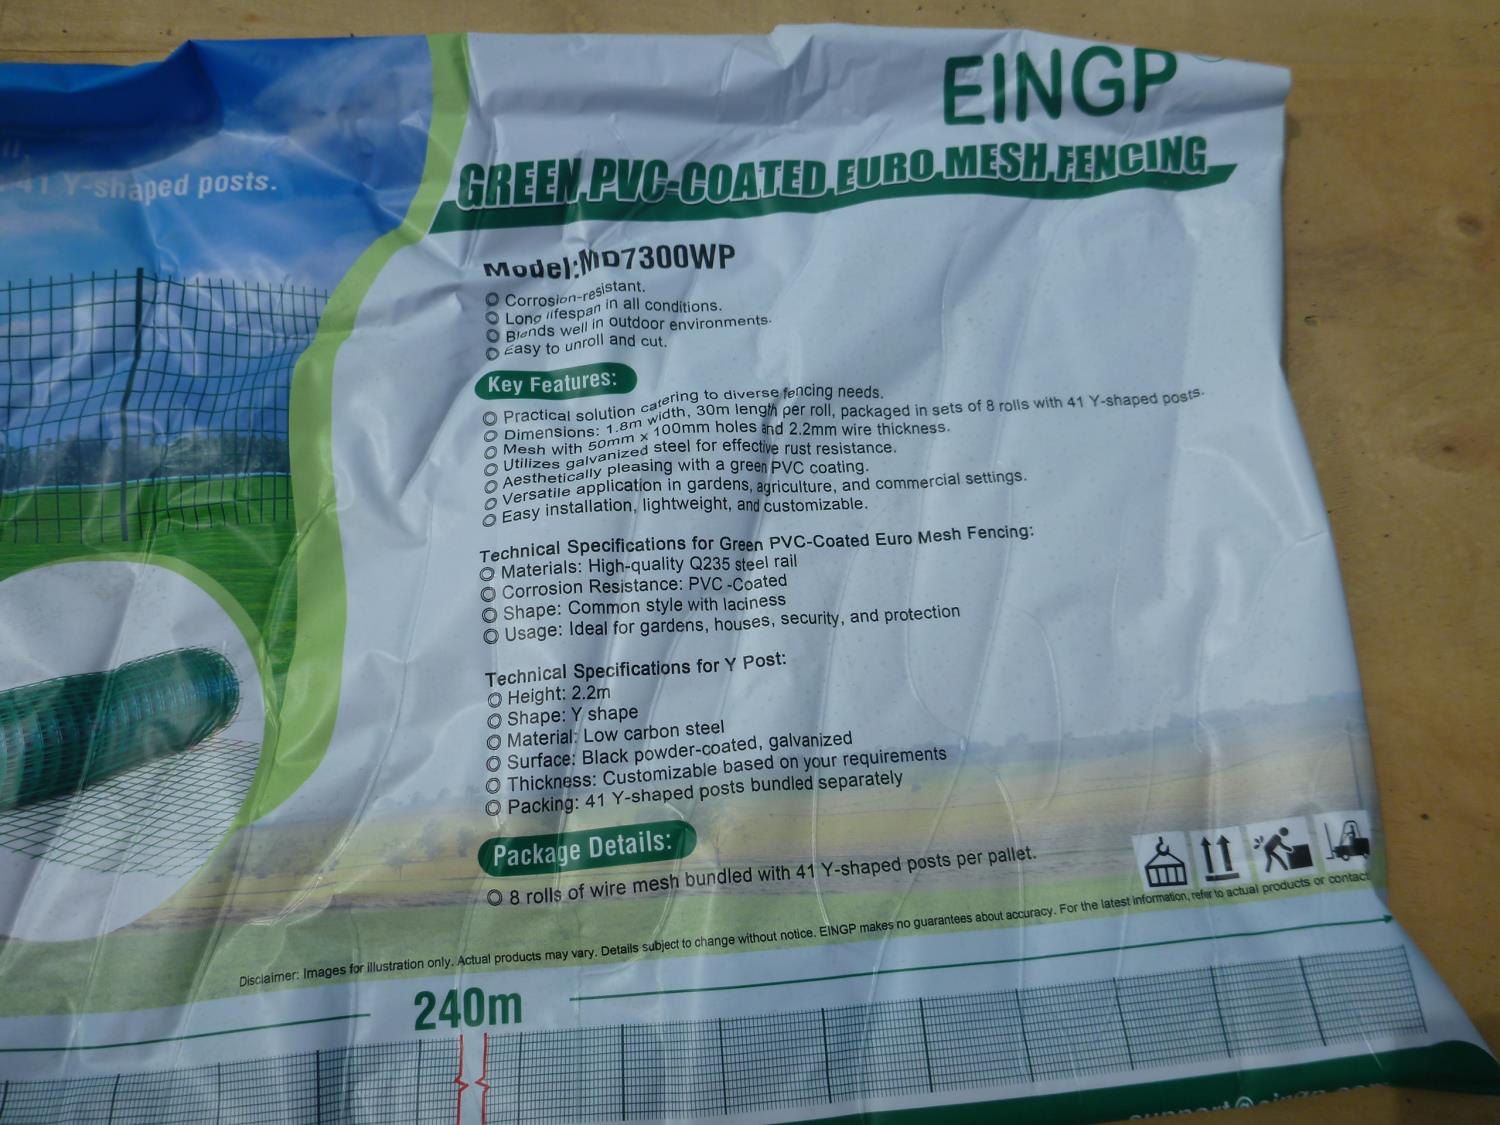 41 Y-shaped posts.
EINGP
GREEN PVC-COATED EURO MESH FENCING
Model:MD7300WP
Corrosion-resistant.
Long lifespan in all conditions.
Blends well in outdoor environments.
Easy to unroll and cut.
Key Features:
Practical solution catering to diverse fencing needs.
Dimensions: 1.8m width, 30m length per roll, packaged in sets of 8 rolls with 41 Y-shaped posts.
Mesh with 50mm x 100mm holes and 2.2mm wire thickness.
Utilizes galvanized steel for effective rust resistance.
Aesthetically pleasing with a green PVC coating.
Versatile application in gardens, agriculture, and commercial settings.
Easy installation, lightweight, and customizable.
Technical Specifications for Green PVC-Coated Euro Mesh Fencing:
Materials: High-quality Q235 steel rail
Corrosion Resistance: PVC -Coated
Shape: Common style with laciness
Usage: Ideal for gardens, houses, security, and protection
Technical Specifications for Y Post:
Height: 2.2m
Shape: Y shape
Material: Low carbon steel
Surface: Black powder-coated, galvanized
Thickness: Customizable based on your requirements
Packing: 41 Y-shaped posts bundled separately
Package Details:
8 rolls of wire mesh bundled with 41 Y-shaped posts per pallet.
Disclaimer: Images for illustration only. Actual products may vary. Details subject to change without notice. EINGP makes no guarantees about accuracy. For the latest information, refer to actual products or contact
240m